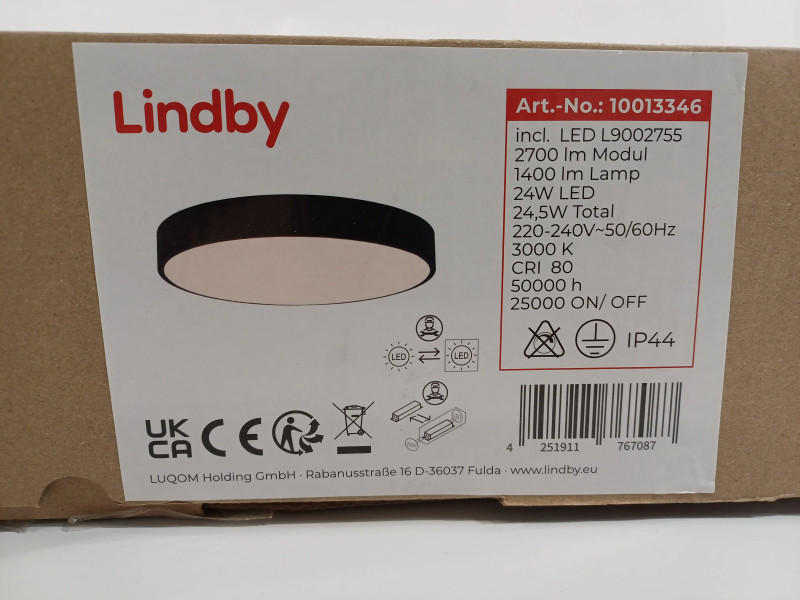 Lindby
Art.-No.: 10013346
incl. LED L9002755
2700 lm Modul
1400 lm Lamp
24W LED
24,5W Total
220-240V~50/60Hz
3000 K
CRI 80
50000 h
25000 ON/ OFF
IP44
LED
LED
UK
CA
CE
4 251911 767087
LUQOM Holding GmbH · Rabanusstraße 16 D-36037 Fulda · www.lindby.eu